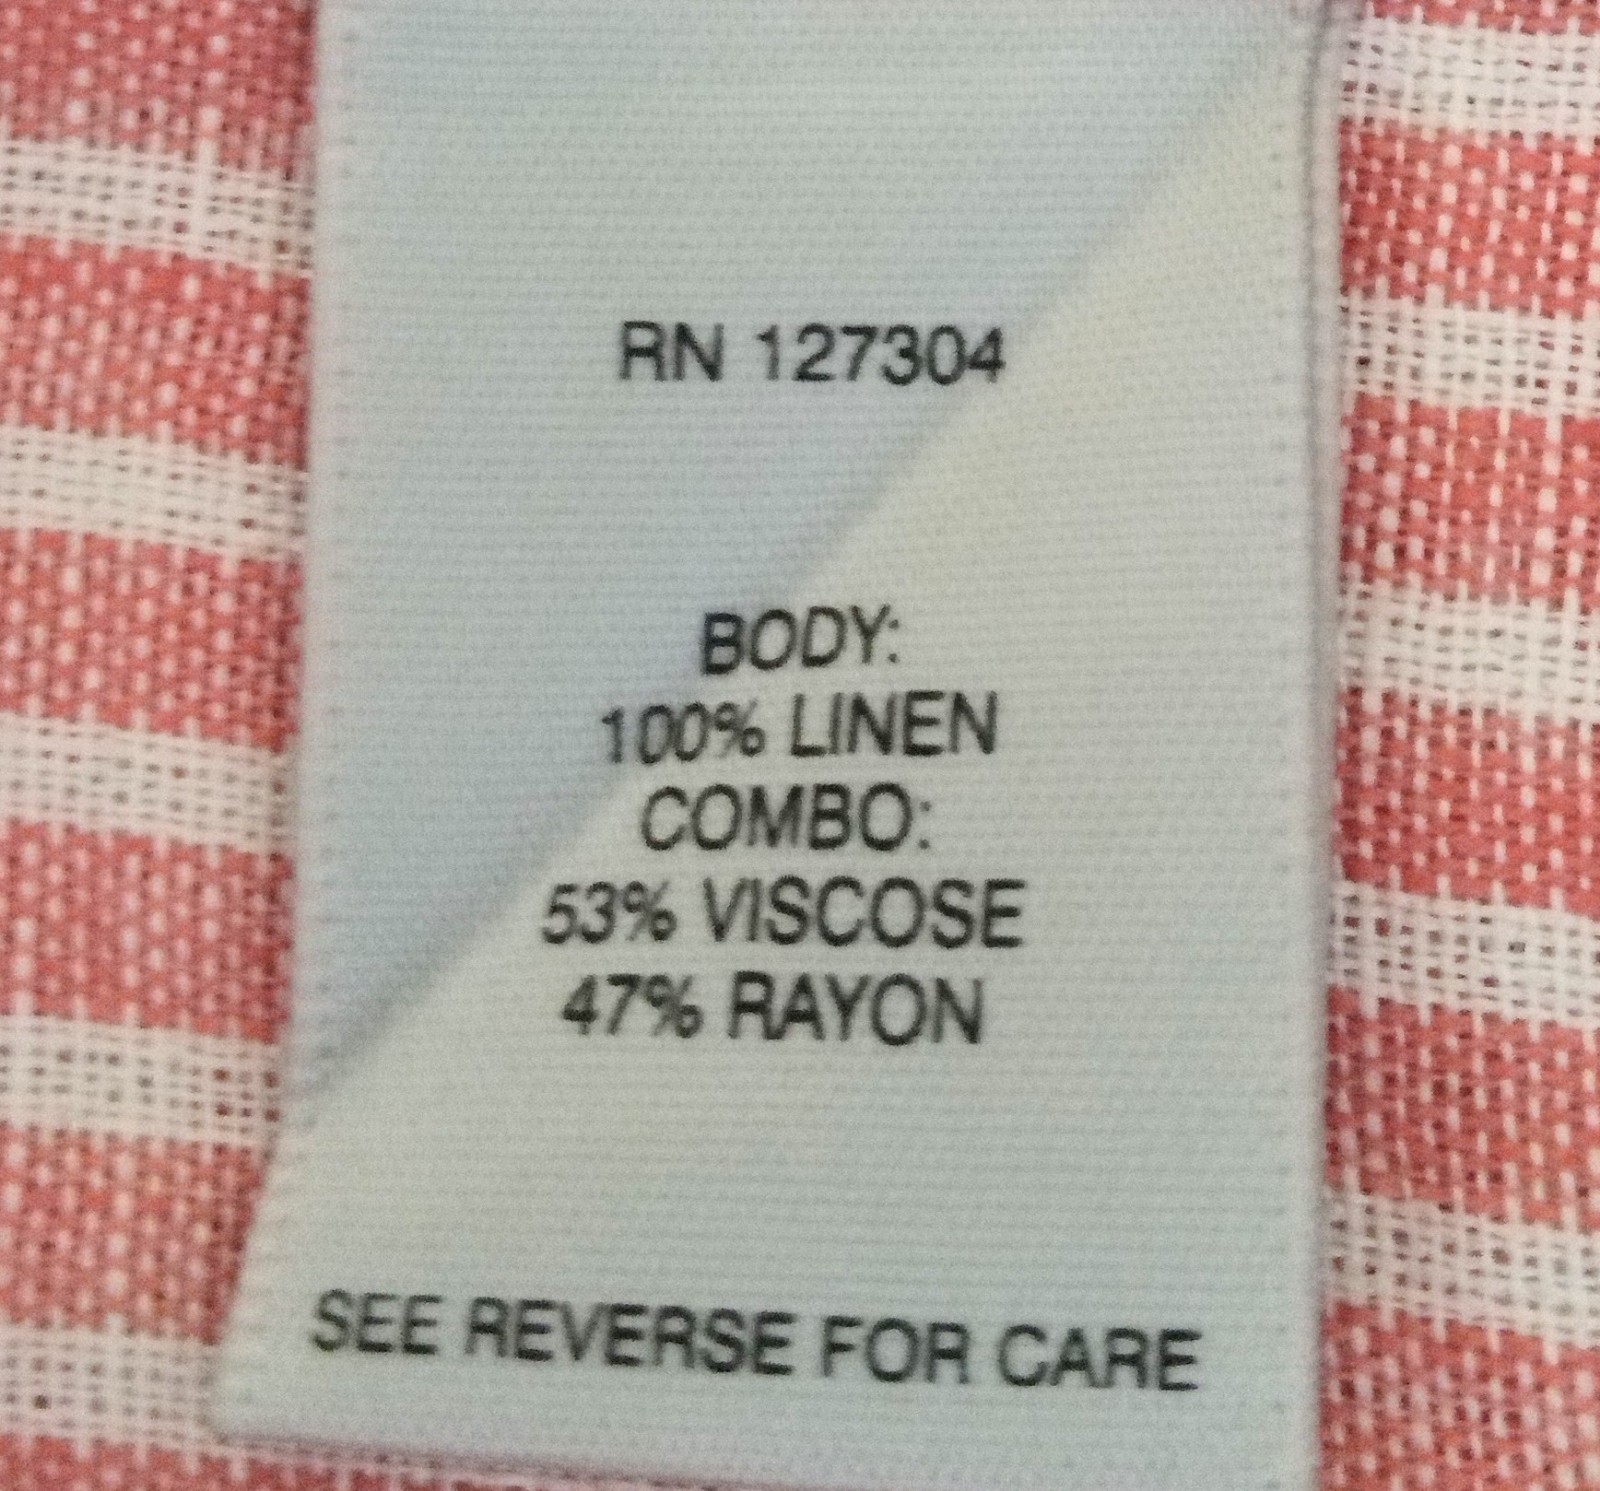 RN 127304
BODY:
100% LINEN
COMBO:
53% VISCOSE
47% RAYON
SEE REVERSE FOR CARE